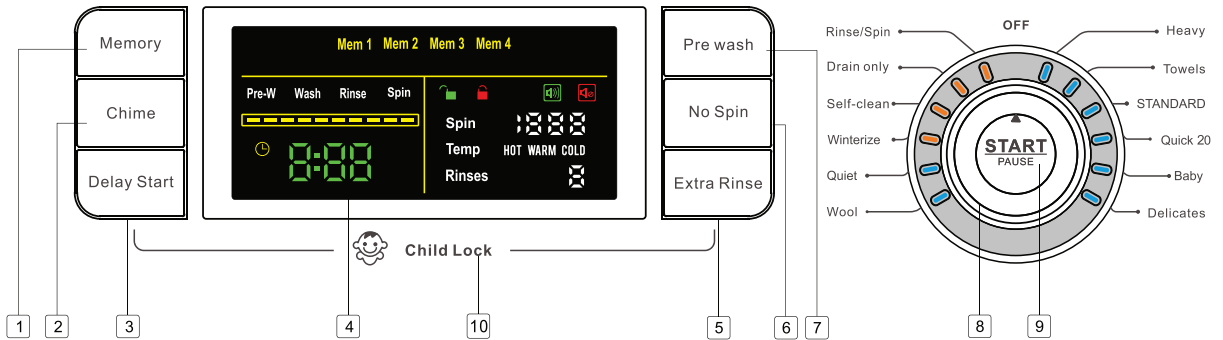 Memory
Chime
Delay Start
Mem 1 Mem 2 Mem 3 Mem 4
Pre-W Wash Rinse Spin
Spin 1888
Temp HOT WARM COLD
Rinses 8
8:88
Pre wash
No Spin
Extra Rinse
Child Lock
OFF
Rinse/Spin
Drain only
Self-clean
Winterize
Quiet
Wool
Heavy
Towels
STANDARD
Quick 20
Baby
Delicates
START
PAUSE
1 2 3 4 10 5 6 7 8 9